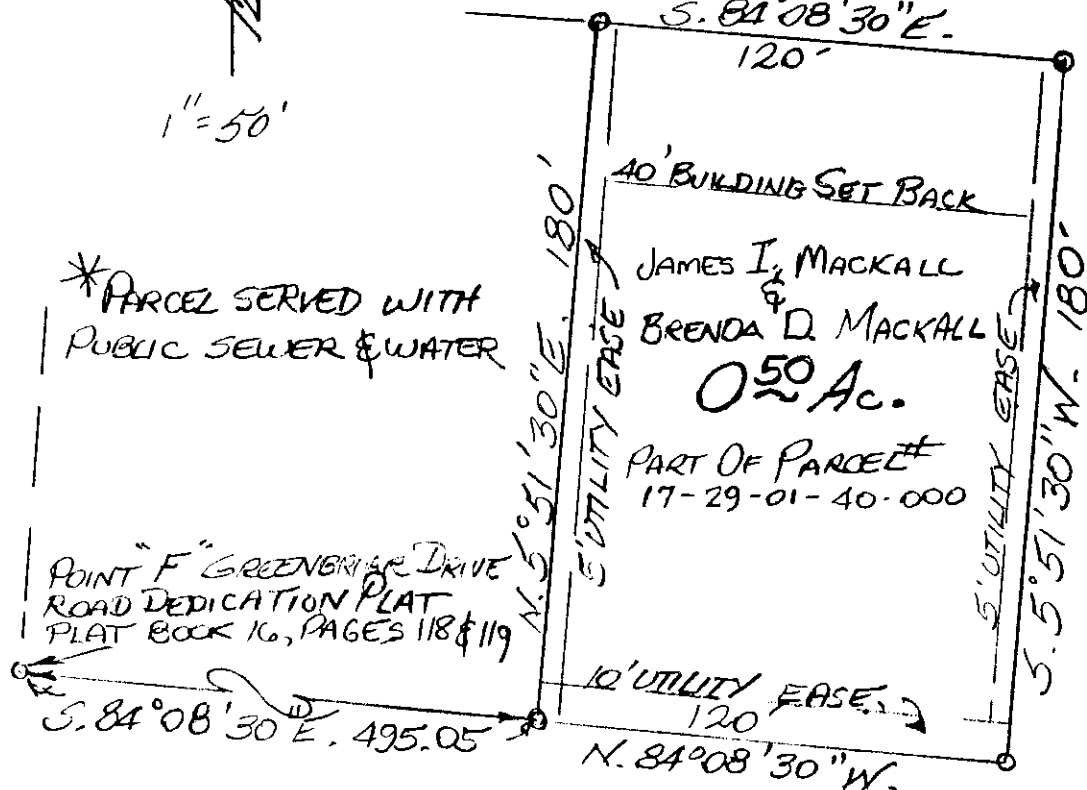 S. 84°08'30"E.
120'
1"=50'
40' BUILDING SET BACK
N. 5°51'30"E. 180'
*PARCEL SERVED WITH
PUBLIC SEWER & WATER
JAMES I. MACKALL
&
BRENDA D. MACKALL
0.50 Ac.
PART OF PARCEL#
17-29-01-40.000
5' UTILITY EASE
5' UTILITY EASE
S. 5°51'30"W. 180'
POINT "F" GREENBRIER DRIVE
ROAD DEDICATION PLAT
PLAT BOOK 16, PAGES 118 & 119
S. 84°08'30"E. 495.05'
10' UTILITY EASE.
120
N. 84°08'30"W.